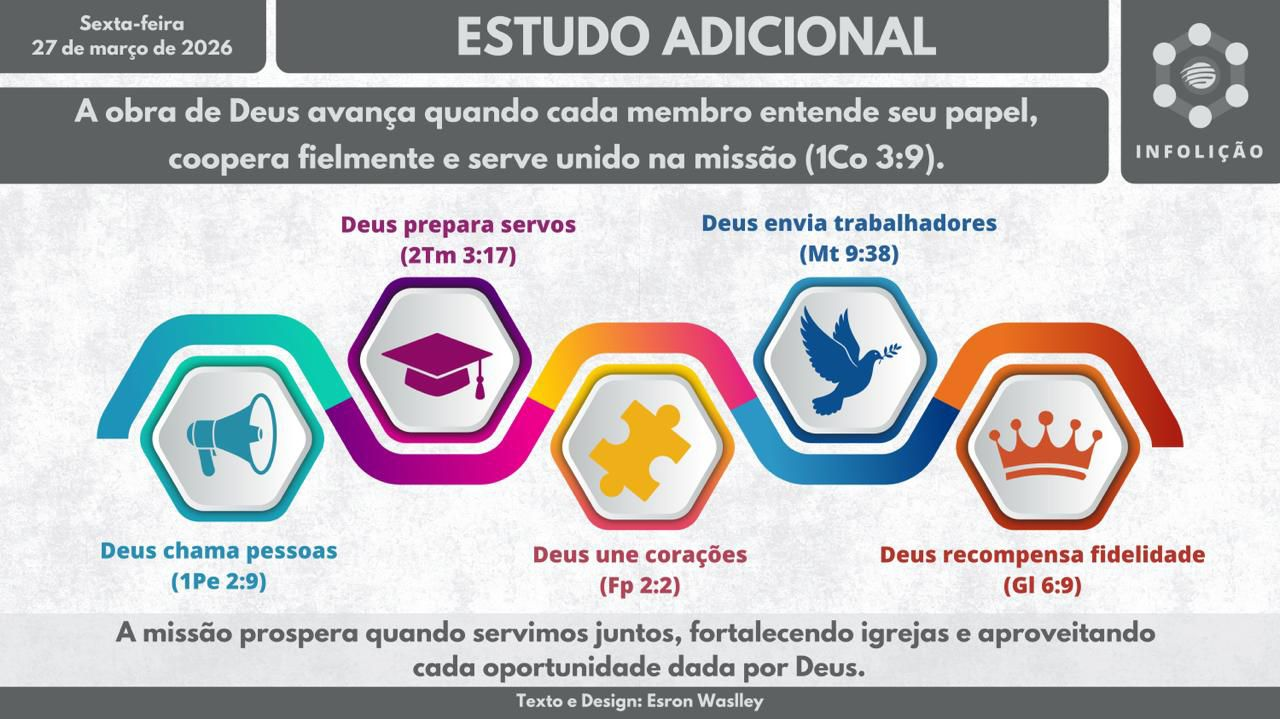 Sexta-feira
27 de março de 2026
ESTUDO ADICIONAL
A obra de Deus avança quando cada membro entende seu papel,
coopera fielmente e serve unido na missão (1Co 3:9).
INFOLIÇÃO
Deus prepara servos
(2Tm 3:17)
Deus envia trabalhadores
(Mt 9:38)
Deus chama pessoas
(1Pe 2:9)
Deus une corações
(Fp 2:2)
Deus recompensa fidelidade
(Gl 6:9)
A missão prospera quando servimos juntos, fortalecendo igrejas e aproveitando
cada oportunidade dada por Deus.
Texto e Design: Esron Waslley